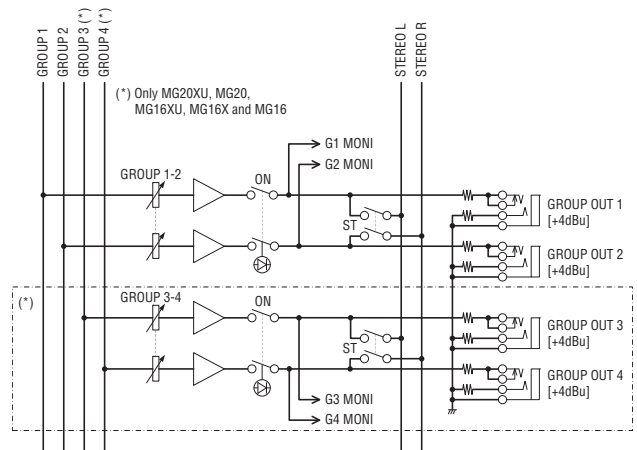 GROUP 1
GROUP 2
GROUP 3 (*)
GROUP 4 (*)
STEREO L
STEREO R
(*) Only MG20XU, MG20,
MG16XU, MG16X and MG16
G1 MONI
G2 MONI
GROUP 1-2
ON
ST
GROUP OUT 1
[+4dBu]
GROUP OUT 2
[+4dBu]
(*)
GROUP 3-4
ON
ST
GROUP OUT 3
[+4dBu]
GROUP OUT 4
[+4dBu]
G3 MONI
G4 MONI